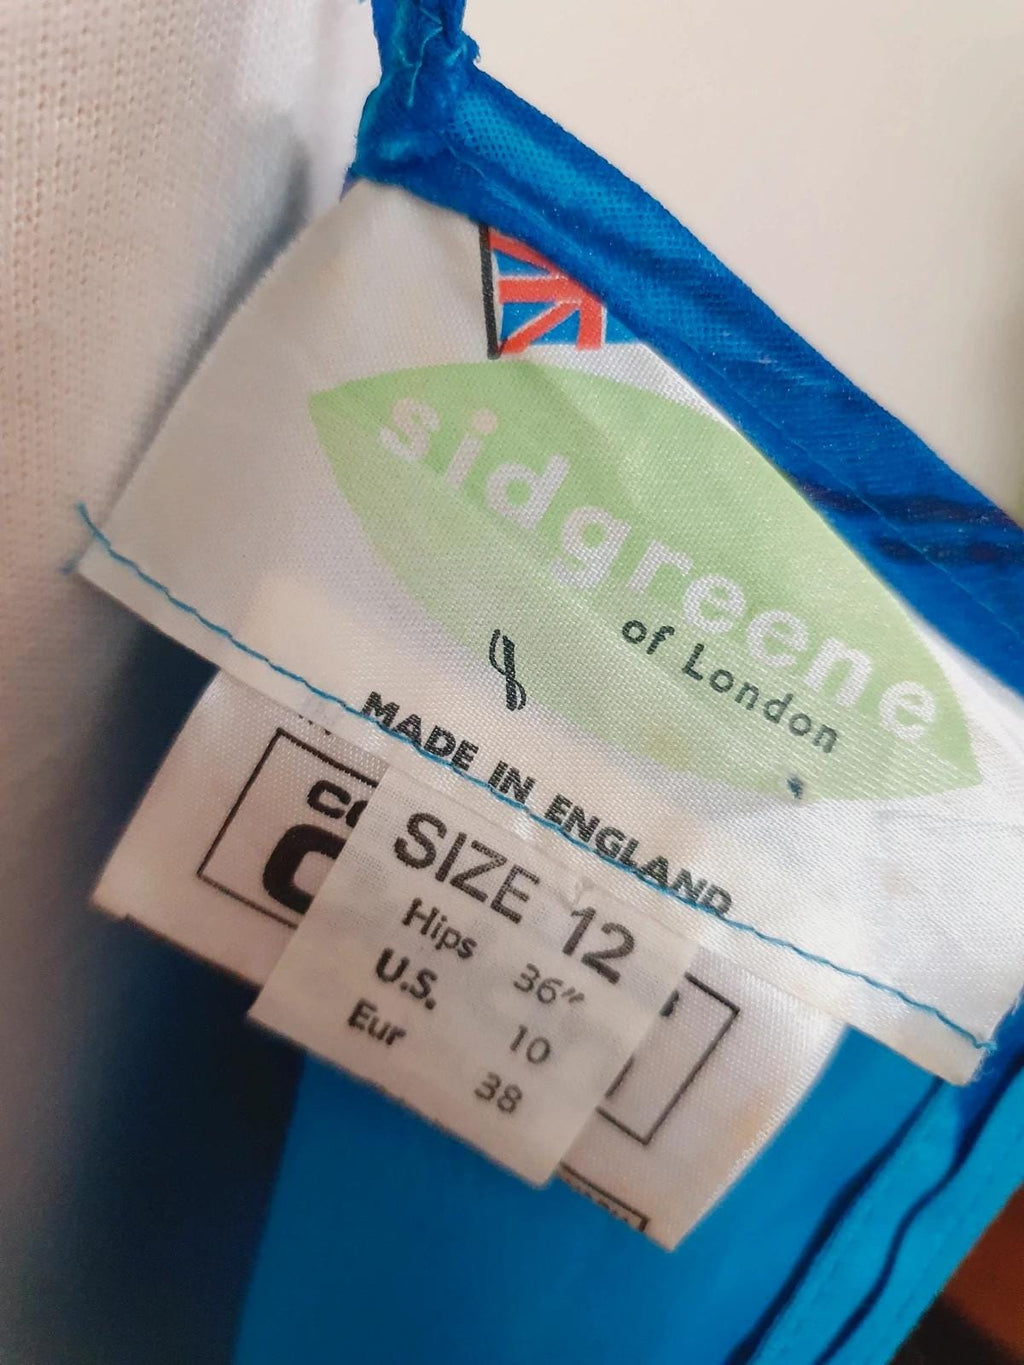 sidgreene
of London
MADE IN ENGLAND
SIZE 12
Hips 36"
U.S. 10
Eur 38